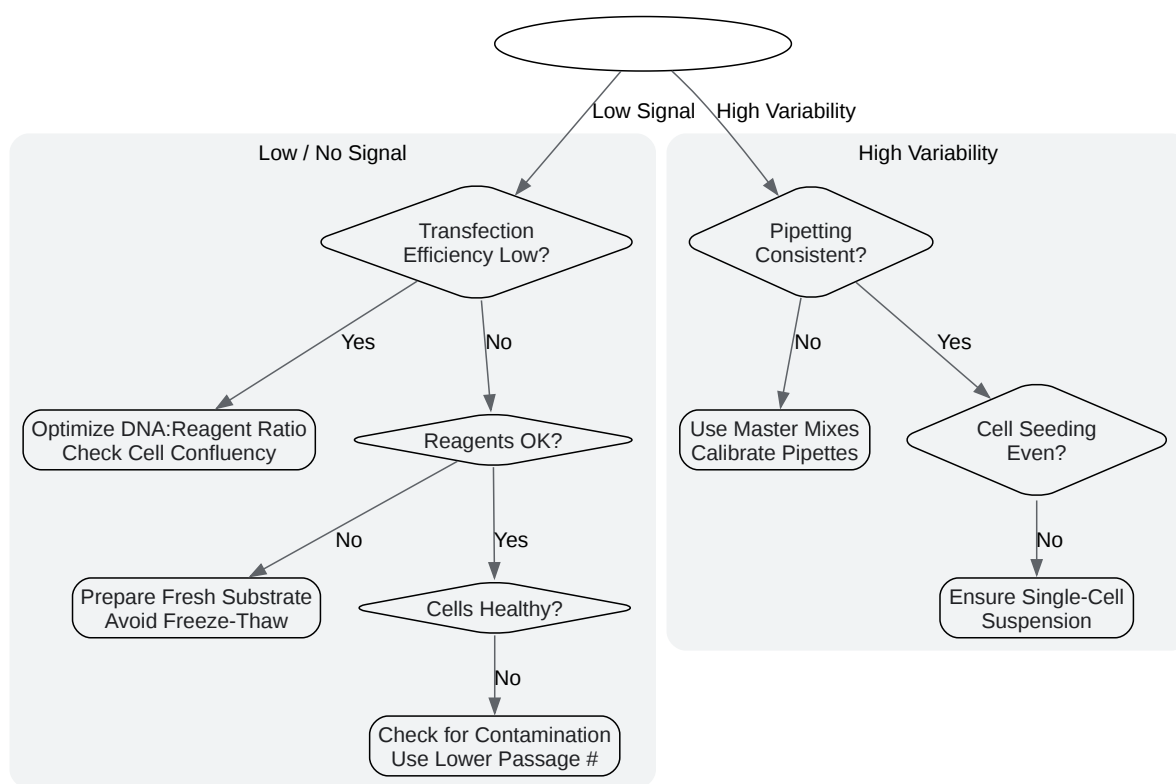 Low Signal
High Variability
Low / No Signal
High Variability
Transfection
Efficiency Low?
Pipetting
Consistent?
Yes
No
No
Yes
Optimize DNA:Reagent Ratio
Check Cell Confluency
Reagents OK?
Use Master Mixes
Calibrate Pipettes
Cell Seeding
Even?
No
Yes
No
Prepare Fresh Substrate
Avoid Freeze-Thaw
Cells Healthy?
Ensure Single-Cell
Suspension
No
Check for Contamination
Use Lower Passage #